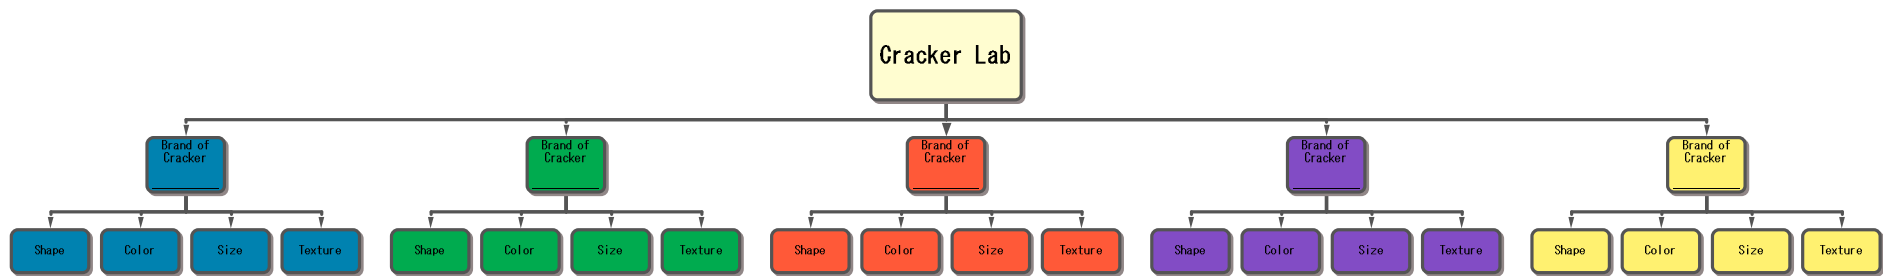 Cracker Lab
Brand of
Cracker
Brand of
Cracker
Brand of
Cracker
Brand of
Cracker
Brand of
Cracker
Shape
Color
Size
Texture
Shape
Color
Size
Texture
Shape
Color
Size
Texture
Shape
Color
Size
Texture
Shape
Color
Size
Texture